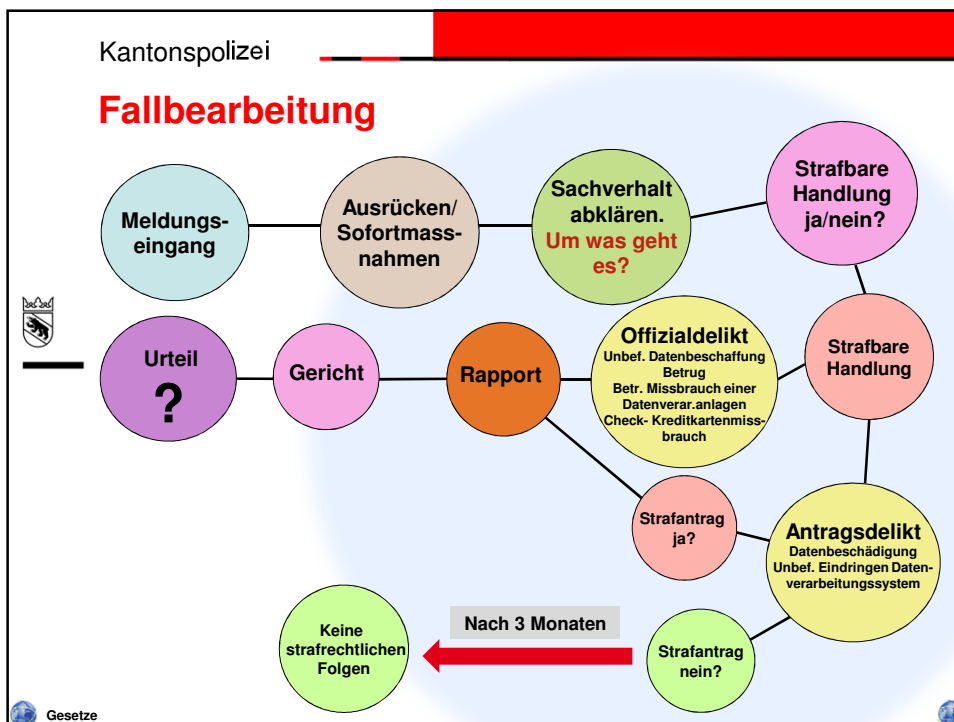 Kantonspolizei
Fallbearbeitung
Meldungs-
eingang
Ausrücken/
Sofortmass-
nahmen
Sachverhalt
abklären.
Um was geht
es?
Strafbare
Handlung
ja/nein?
Urteil
?
Gericht
Rapport
Offizialdelikt
Unbef. Datenbeschaffung
Betrug
Betr. Missbrauch einer
Datenverar.anlagen
Check- Kreditkartenmiss-
brauch
Strafbare
Handlung
Strafantrag
ja?
Antragsdelikt
Datenbeschädigung
Unbef. Eindringen Daten-
verarbeitungssystem
Keine
strafrechtlichen
Folgen
Nach 3 Monaten
Strafantrag
nein?
Gesetze